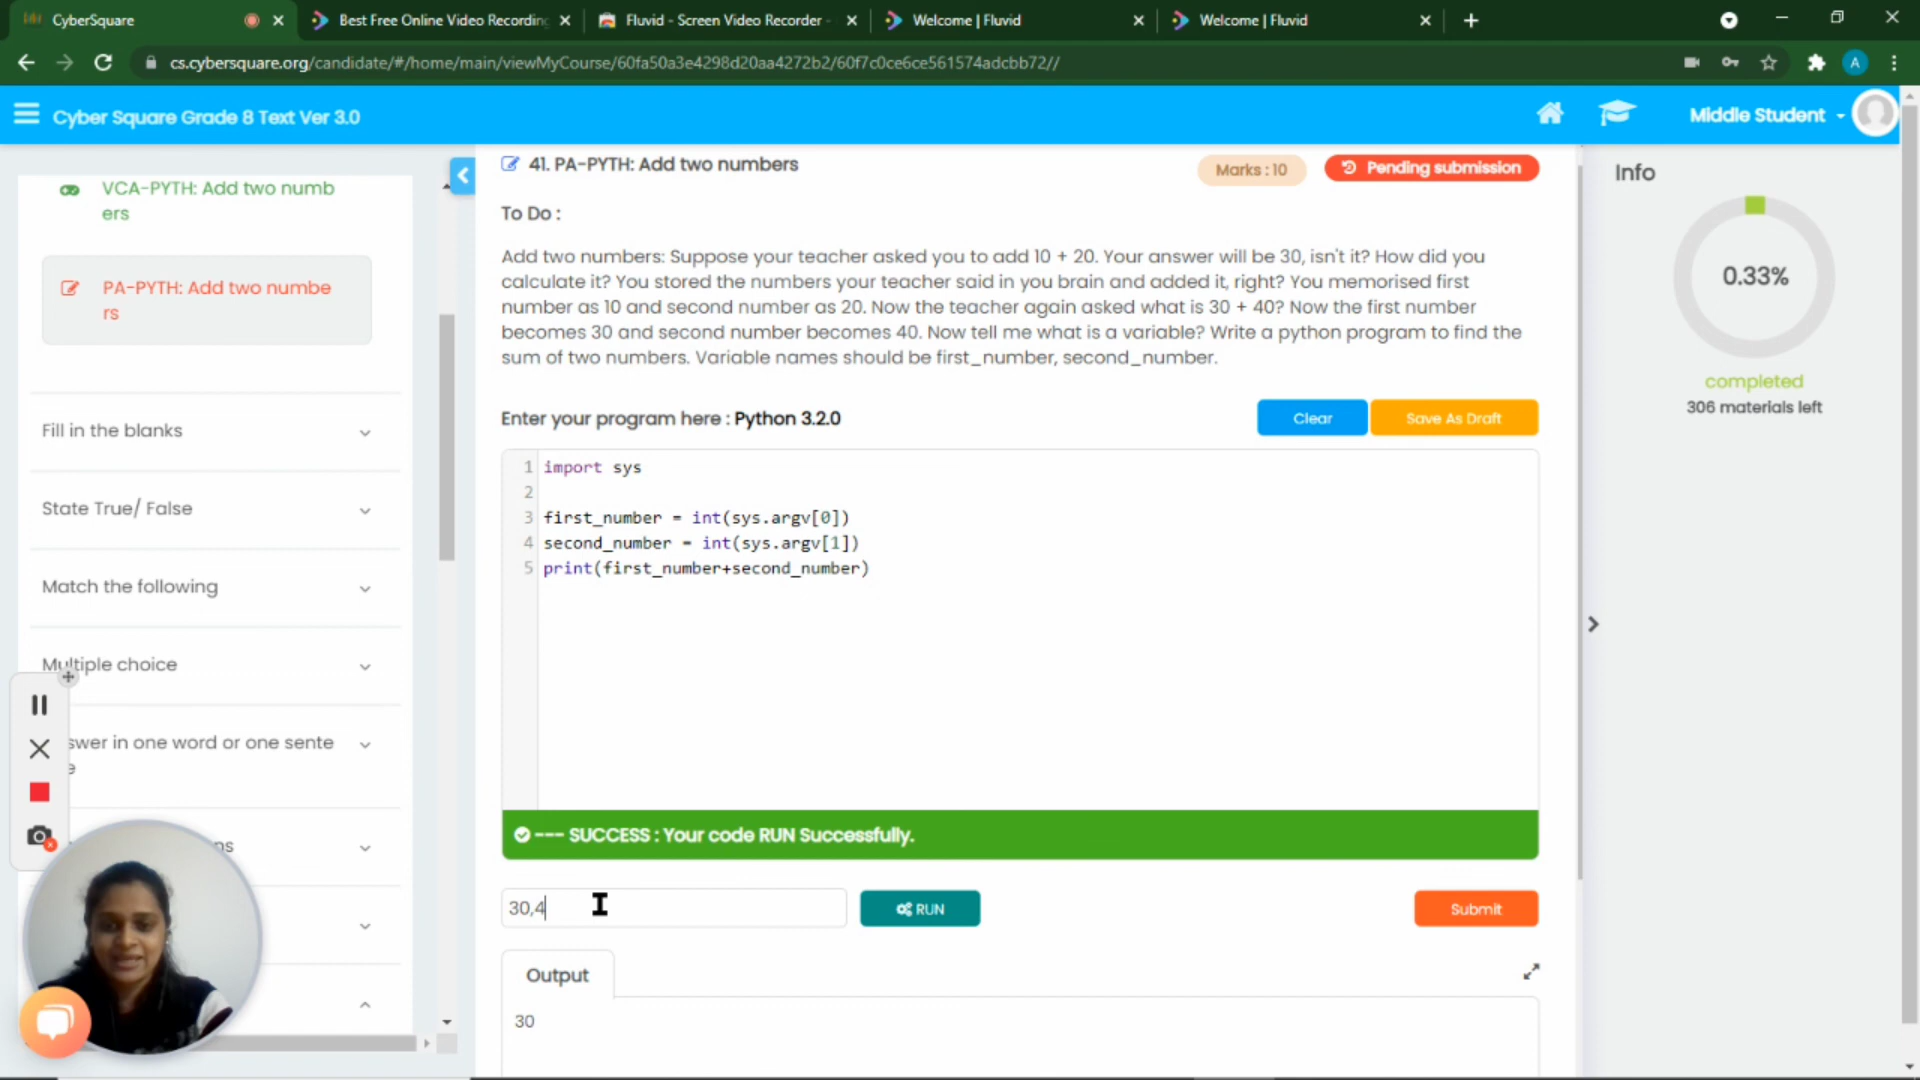 CyberSquare
Best Free Online Video Recording
Fluvid - Screen Video Recorder -
Welcome | Fluvid
Welcome | Fluvid
cs.cybersquare.org/candidate/#/home/main/viewMyCourse/60fa50a3e4298d20aa4272b2/60f7c0ce6ce561574adcbb72//
A
Cyber Square Grade 8 Text Ver 3.0
Middle Student
VCA-PYTH: Add two numb
ers
PA-PYTH: Add two numbe
rs
Fill in the blanks
State True/ False
Match the following
Multiple choice
swer in one word or one sente
e
ns
41. PA-PYTH: Add two numbers
Marks : 10
Pending submission
To Do :
Add two numbers: Suppose your teacher asked you to add 10 + 20. Your answer will be 30, isn't it? How did you
calculate it? You stored the numbers your teacher said in you brain and added it, right? You memorised first
number as 10 and second number as 20. Now the teacher again asked what is 30 + 40? Now the first number
becomes 30 and second number becomes 40. Now tell me what is a variable? Write a python program to find the
sum of two numbers. Variable names should be first_number, second_number.
Enter your program here : Python 3.2.0
Clear
Save As Draft
1 import sys
2
3 first_number = int(sys.argv[0])
4 second_number = int(sys.argv[1])
5 print(first_number+second_number)
--- SUCCESS : Your code RUN Successfully.
30,4
RUN
Submit
Output
30
Info
0.33%
completed
306 materials left